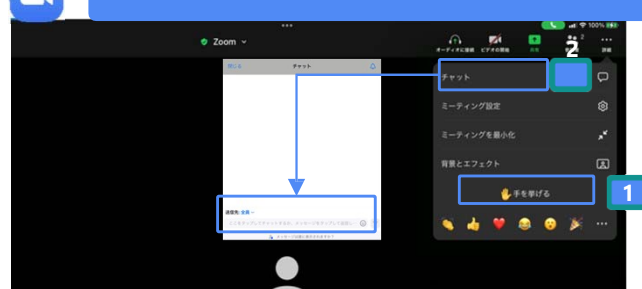 100%
Zoom
2
オーディオに接続 ビデオの開始 共有 2 詳細
閉じる チャット
チャット
ミーティング設定
ミーティングを最小化
背景とエフェクト
手を挙げる
1
送信先: 全員